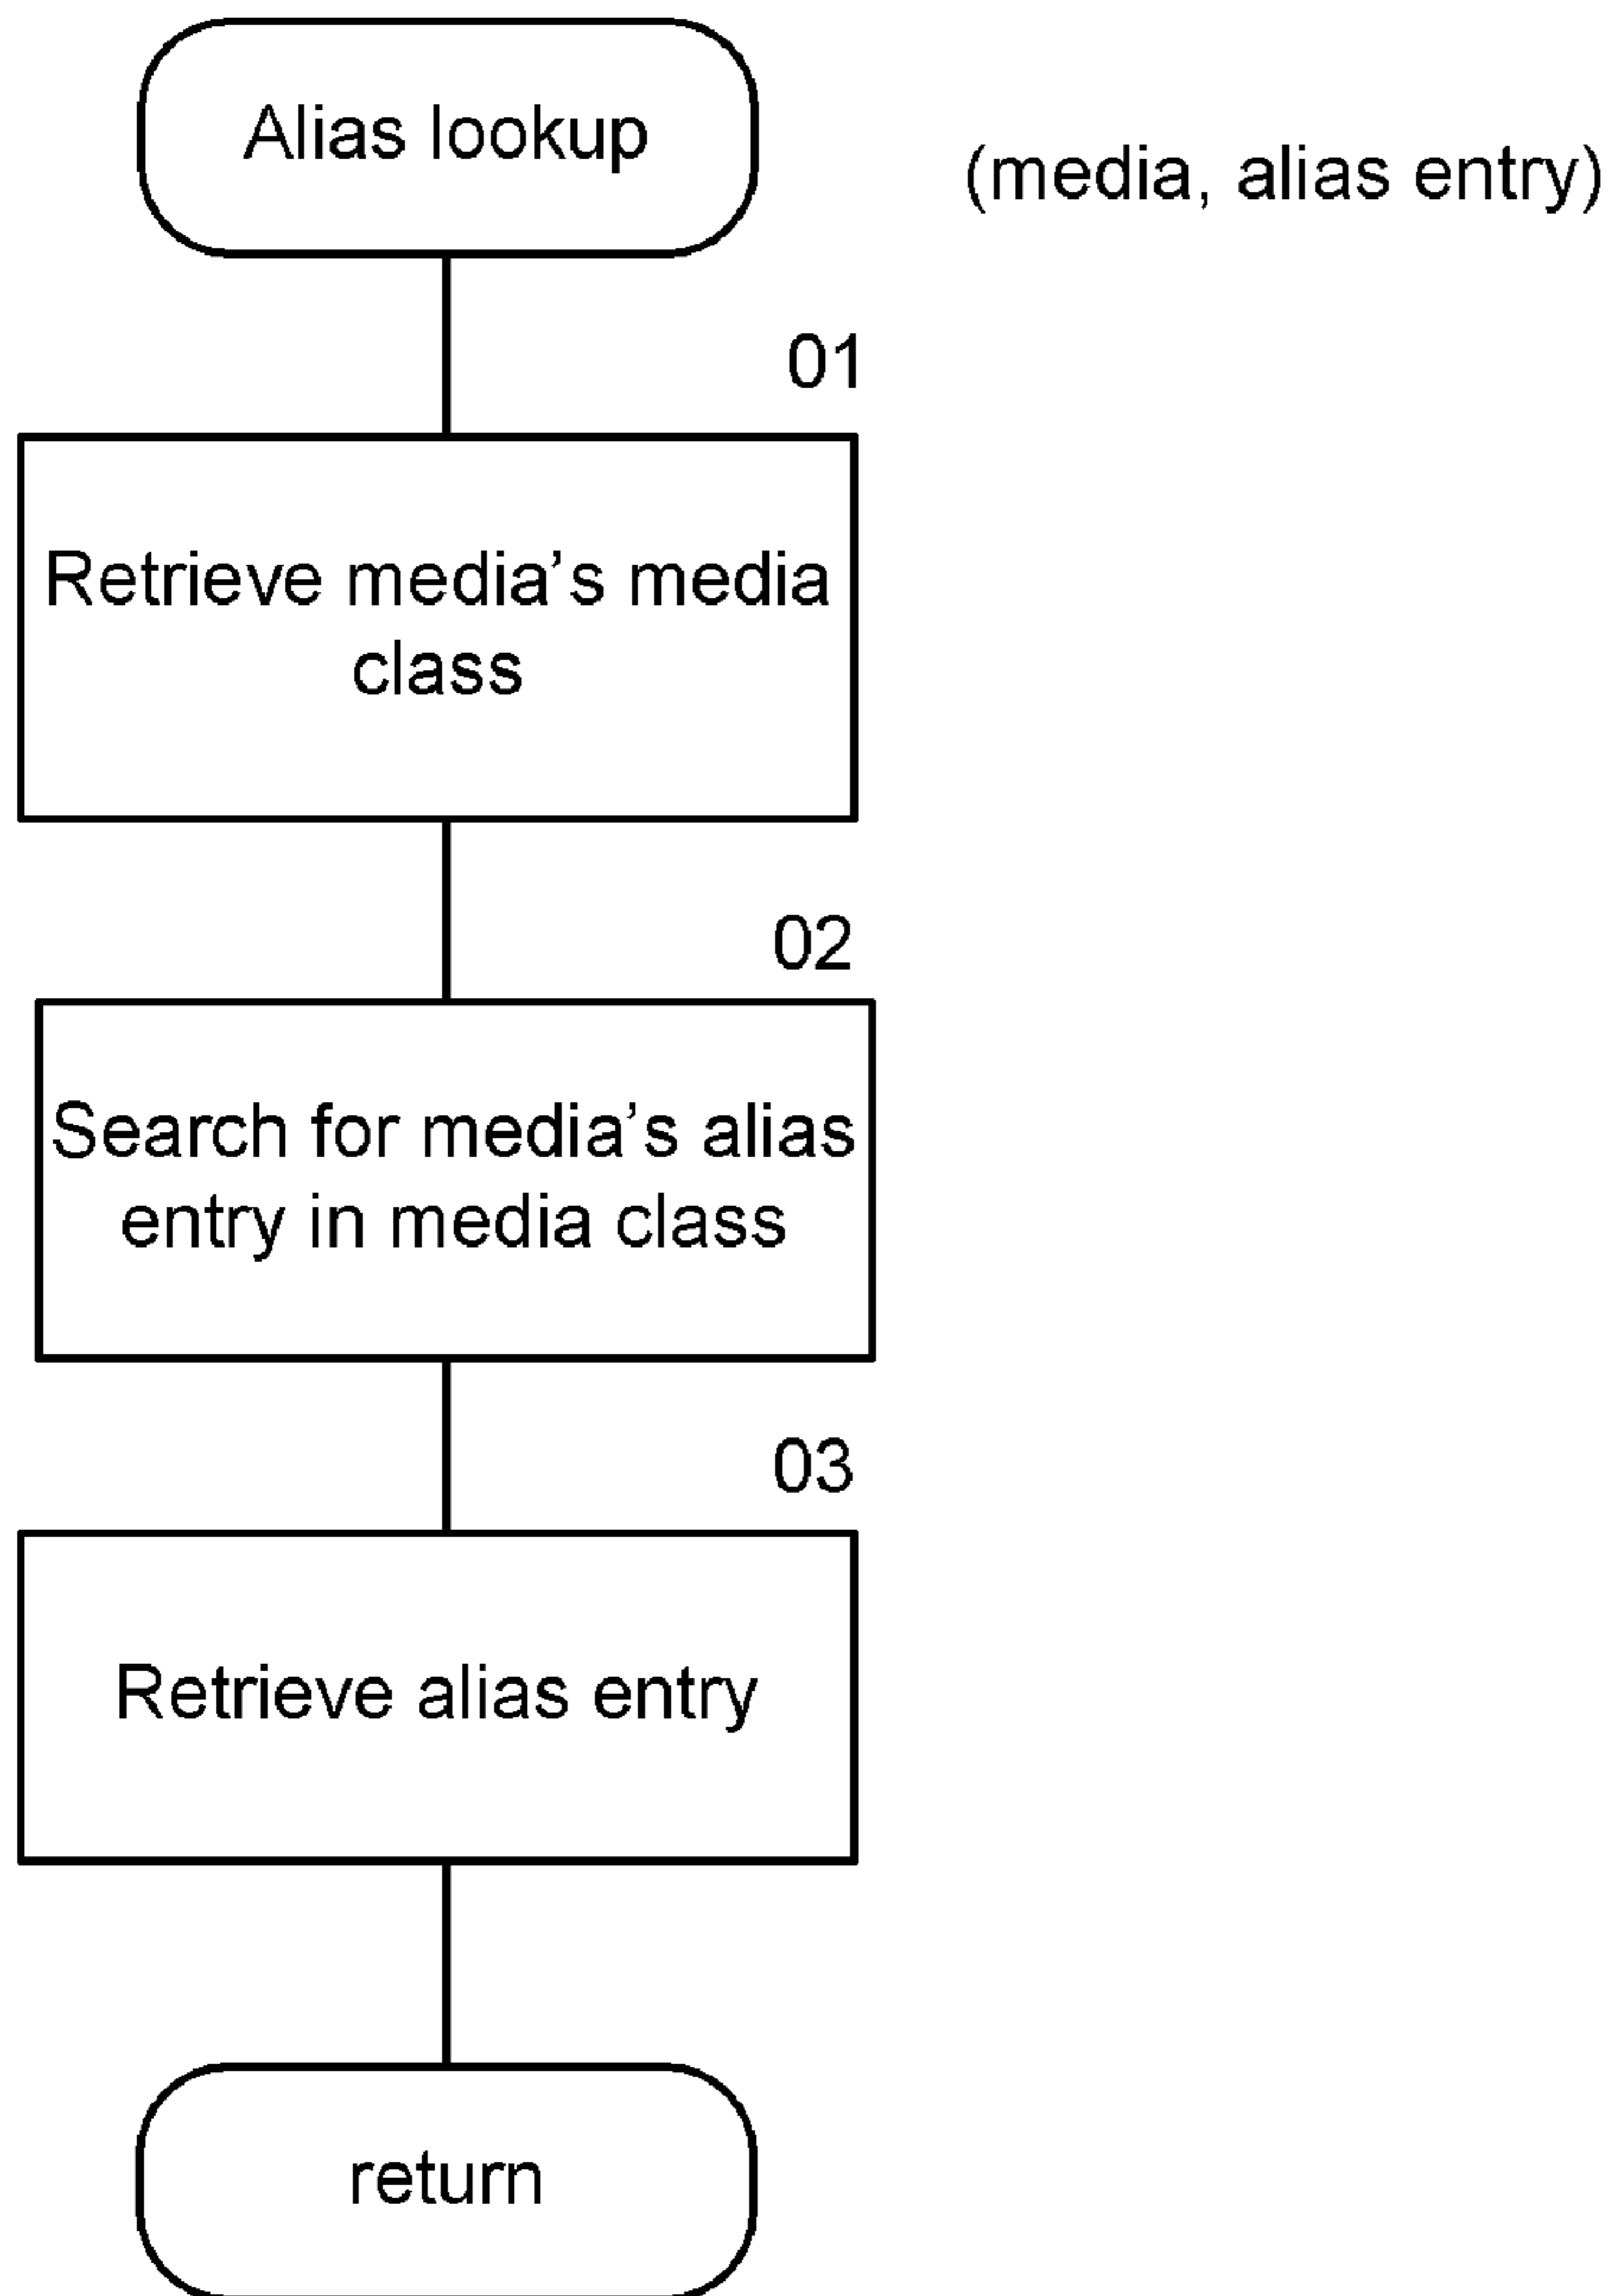 Alias lookup
(media, alias entry)
01
Retrieve media’s media
class
02
Search for media’s alias
entry in media class
03
Retrieve alias entry
return